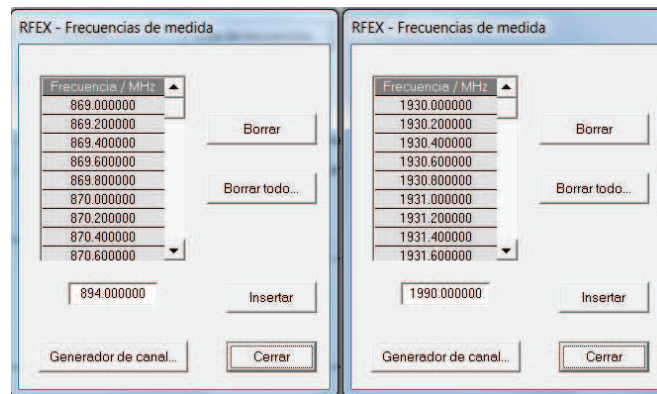 RFEX - Frecuencias de medida
Frecuencia / MHz
869.000000
869.200000
869.400000
869.600000
869.800000
870.000000
870.200000
870.400000
870.600000
894.000000
Borrar
Borrar todo...
Insertar
Generador de canal...
Cerrar
RFEX - Frecuencias de medida
Frecuencia / MHz
1930.000000
1930.200000
1930.400000
1930.600000
1930.800000
1931.000000
1931.200000
1931.400000
1931.600000
1990.000000
Borrar
Borrar todo...
Insertar
Generador de canal...
Cerrar